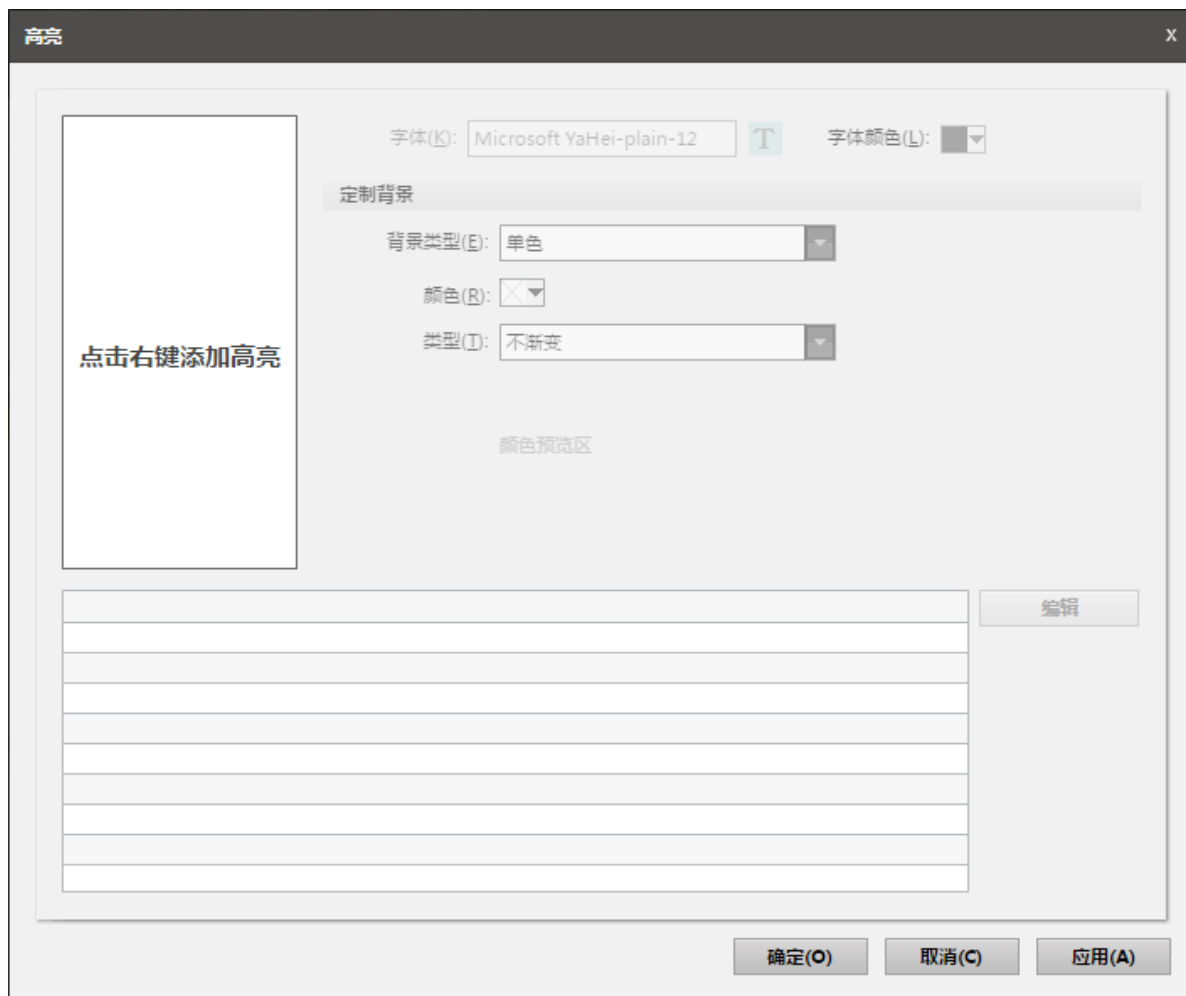 高亮 x
字体(K): Microsoft YaHei-plain-12 T 字体颜色(L):
定制背景
背景类型(E): 单色
颜色(R):
类型(T): 不渐变
点击右键添加高亮
颜色预览区
编辑
确定(O) 取消(C) 应用(A)